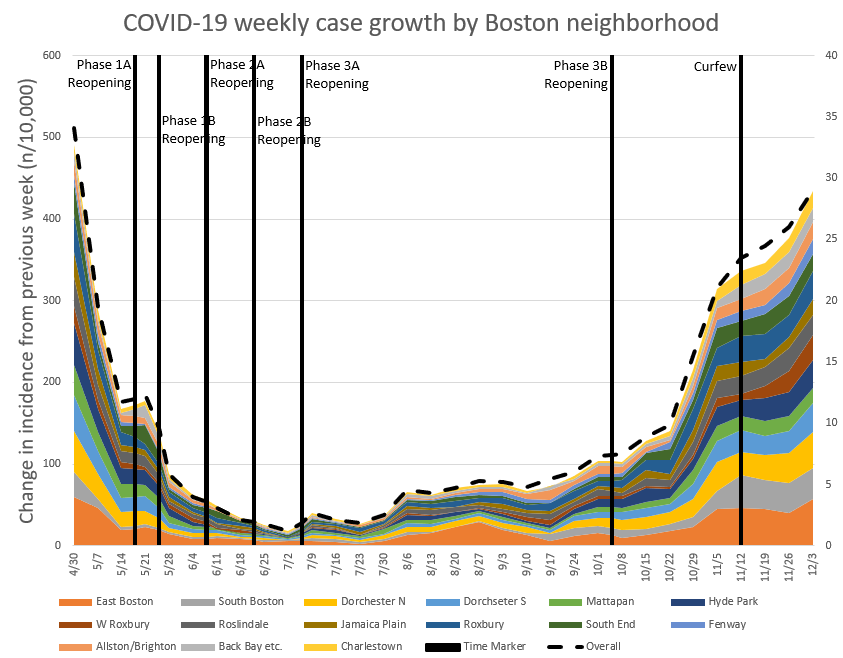 COVID-19 weekly case growth by Boston neighborhood
Change in incidence from previous week (n/10,000)
600
500
400
300
200
100
0
40
35
30
25
20
15
10
5
0
Phase 1A
Reopening
Phase 1B
Reopening
Phase 2A
Reopening
Phase 2B
Reopening
Phase 3A
Reopening
Phase 3B
Reopening
Curfew
4/30 5/7 5/14 5/21 5/28 6/4 6/11 6/18 6/25 7/2 7/9 7/16 7/23 7/30 8/8 8/13 8/20 8/27 9/3 9/10 9/17 9/24 10/1 10/8 10/15 10/22 10/29 11/5 11/12 11/19 11/26 12/3
East Boston South Boston Dorchester N Dorchseter S Mattapan Hyde Park
W Roxbury Roslindale Jamaica Plain Roxbury South End Fenway
Allston/Brighton Back Bay etc. Charlestown Time Marker Overall